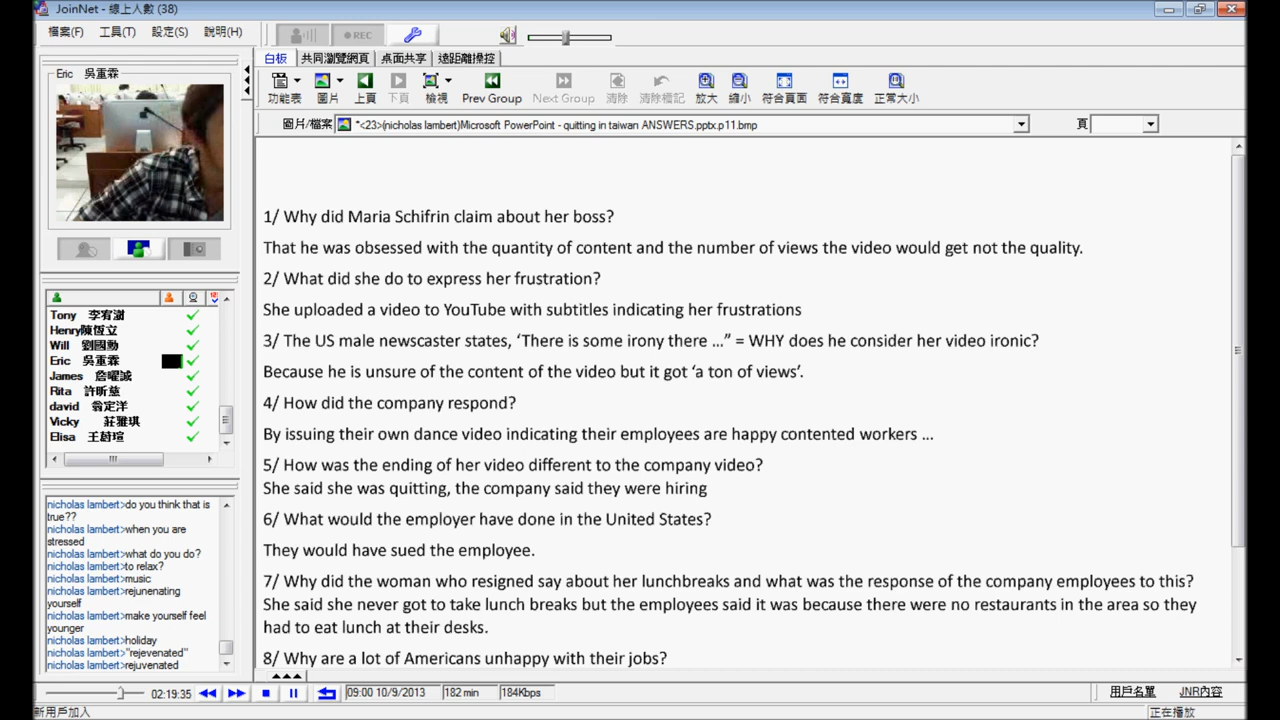 JoinNet - 線上人數 (38)
檔案(F) 工具(T) 設定(S) 說明(H)
REC
Eric 吳重霖
白板 共同瀏覽網頁 桌面共享 遠距離操控
功能表 圖片 上頁 下頁 檢視 Prev Group Next Group 清除 清除標記 放大 縮小 符合頁面 符合寬度 正常大小
圖片/檔案 *<23>(nicholas lambert)Microsoft PowerPoint - quitting in taiwan ANSWERS.pptx.p11.bmp 頁
1/ Why did Maria Schifrin claim about her boss?
That he was obsessed with the quantity of content and the number of views the video would get not the quality.
2/ What did she do to express her frustration?
She uploaded a video to YouTube with subtitles indicating her frustrations
3/ The US male newscaster states, ‘There is some irony there …” = WHY does he consider her video ironic?
Because he is unsure of the content of the video but it got ‘a ton of views’.
4/ How did the company respond?
By issuing their own dance video indicating their employees are happy contented workers …
5/ How was the ending of her video different to the company video?
She said she was quitting, the company said they were hiring
6/ What would the employer have done in the United States?
They would have sued the employee.
7/ Why did the woman who resigned say about her lunchbreaks and what was the response of the company employees to this?
She said she never got to take lunch breaks but the employees said it was because there were no restaurants in the area so they
had to eat lunch at their desks.
8/ Why are a lot of Americans unhappy with their jobs?
Tony 李宥澍
Henry陳恆立
Will 劉國勳
Eric 吳重霖
James 詹曜誠
Rita 許昕慈
david 翁定洋
Vicky 莊雅琪
Elisa 王蔚瑄
nicholas lambert>do you think that is
true??
nicholas lambert>when you are
stressed
nicholas lambert>what do you do?
nicholas lambert>to relax?
nicholas lambert>music
nicholas lambert>rejunenating
yourself
nicholas lambert>make yourself feel
younger
nicholas lambert>holiday
nicholas lambert>"rejevenated"
nicholas lambert>rejuvenated
02:19:35 09:00 10/9/2013 182 min 184Kbps 用戶名單 JNR內容
新用戶加入 正在播放